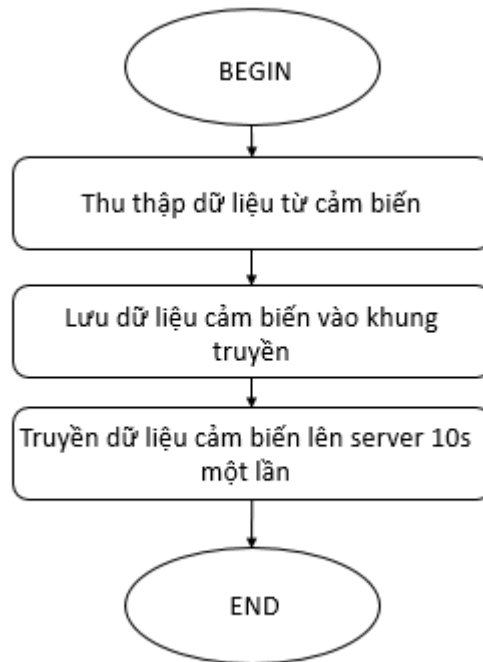 BEGIN
Thu thập dữ liệu từ cảm biến
Lưu dữ liệu cảm biến vào khung
truyền
Truyền dữ liệu cảm biến lên server 10s
một lần
END